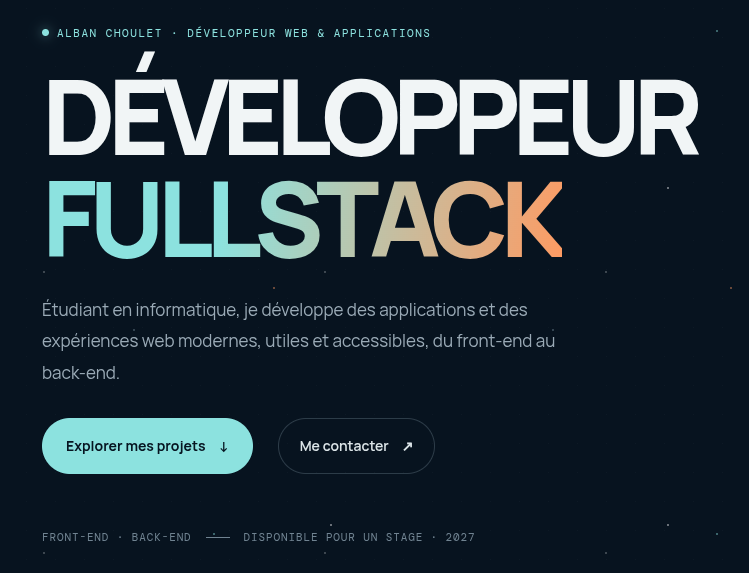 ALBAN CHOULET · DÉVELOPPEUR WEB & APPLICATIONS
DÉVELOPPEUR
FULLSTACK
Étudiant en informatique, je développe des applications et des
expériences web modernes, utiles et accessibles, du front-end au
back-end.
Explorer mes projets ↓
Me contacter ↗
FRONT-END · BACK-END — DISPONIBLE POUR UN STAGE · 2027